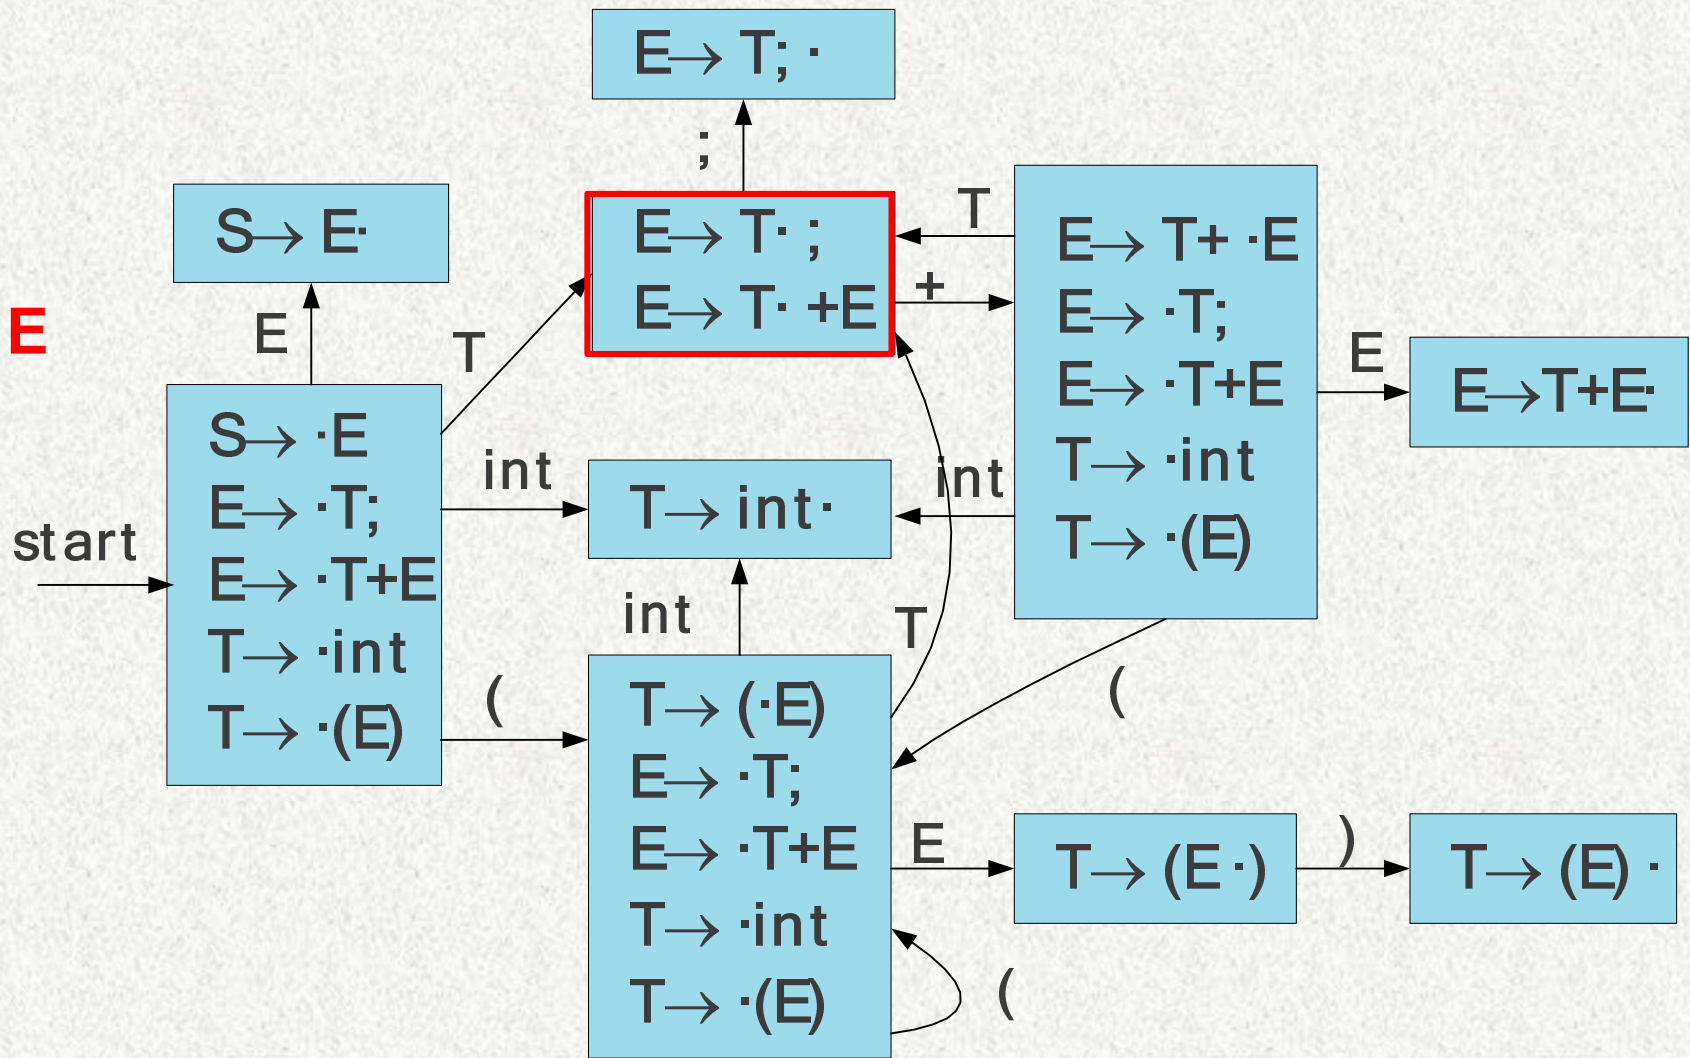 E→ T; ·
;
S→ E·
E→ T· ;
E→ T· +E
T
+
E→ T+ ·E
E→ ·T;
E→ ·T+E
T→ ·int
T→ ·(E)
E
E
T
E
E→T+E·
start
S→ ·E
E→ ·T;
E→ ·T+E
T→ ·int
T→ ·(E)
int
T→ int·
int
int
T
(
(
T→ (·E)
E→ ·T;
E→ ·T+E
T→ ·int
T→ ·(E)
E
T→ (E ·)
)
T→ (E) ·
(